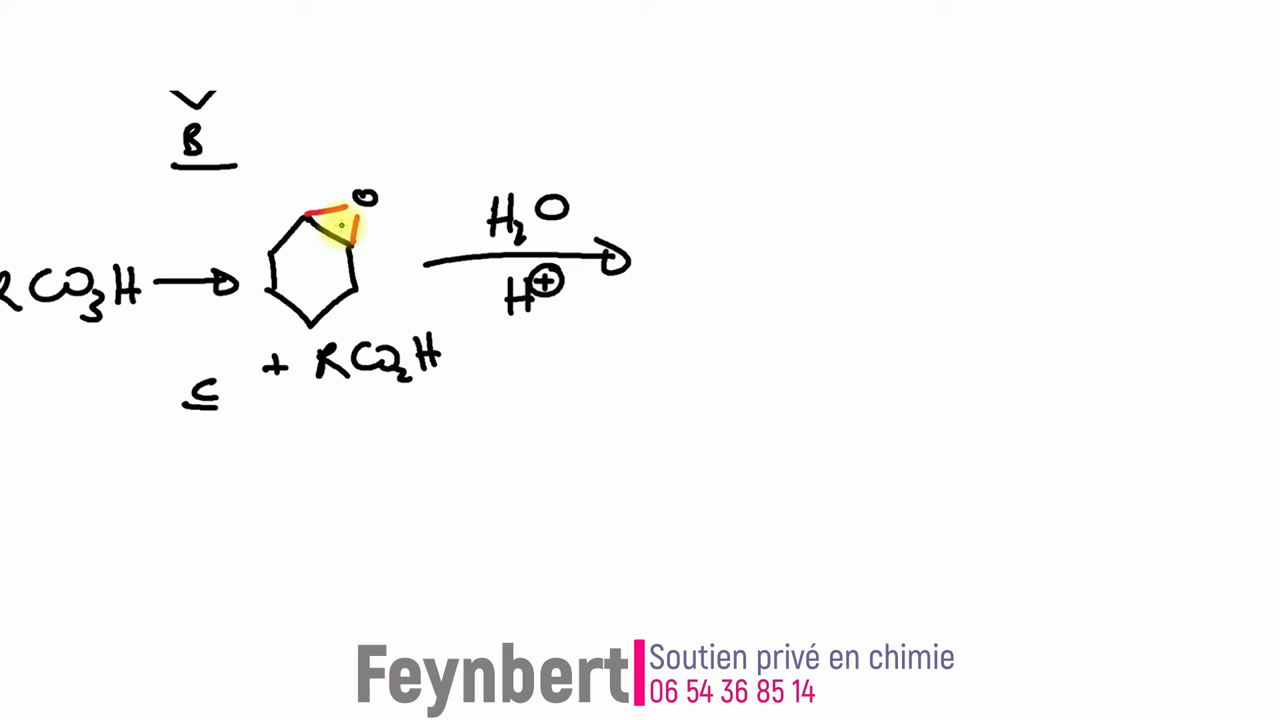 B
O
H₂O
RCO₃H
H⊕
+ RCO₂H
C
Feynbert
Soutien privé en chimie
06 54 36 85 14